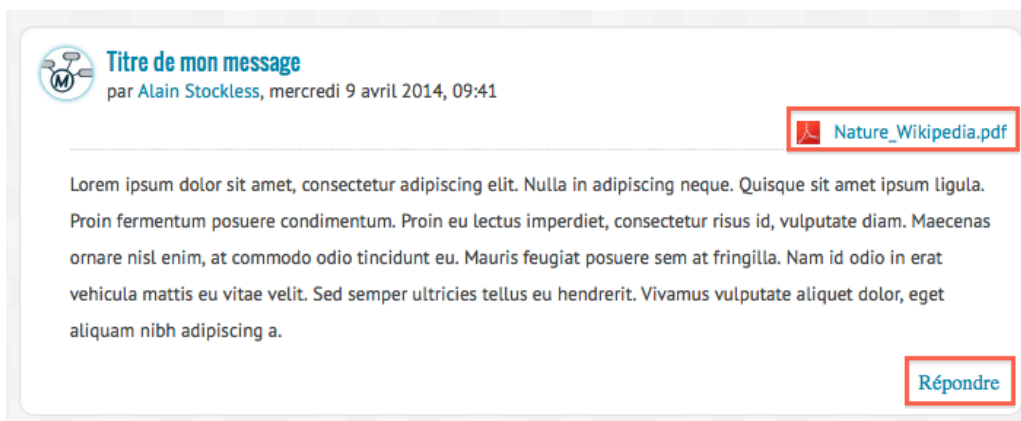 M
Titre de mon message
par Alain Stockless, mercredi 9 avril 2014, 09:41
Nature_Wikipedia.pdf
Lorem ipsum dolor sit amet, consectetur adipiscing elit. Nulla in adipiscing neque. Quisque sit amet ipsum ligula.
Proin fermentum posuere condimentum. Proin eu lectus imperdiet, consectetur risus id, vulputate diam. Maecenas
ornare nisl enim, at commodo odio tincidunt eu. Mauris feugiat posuere sem at fringilla. Nam id odio in erat
vehicula mattis eu vitae velit. Sed semper ultricies tellus eu hendrerit. Vivamus vulputate aliquet dolor, eget
aliquam nibh adipiscing a.
Répondre